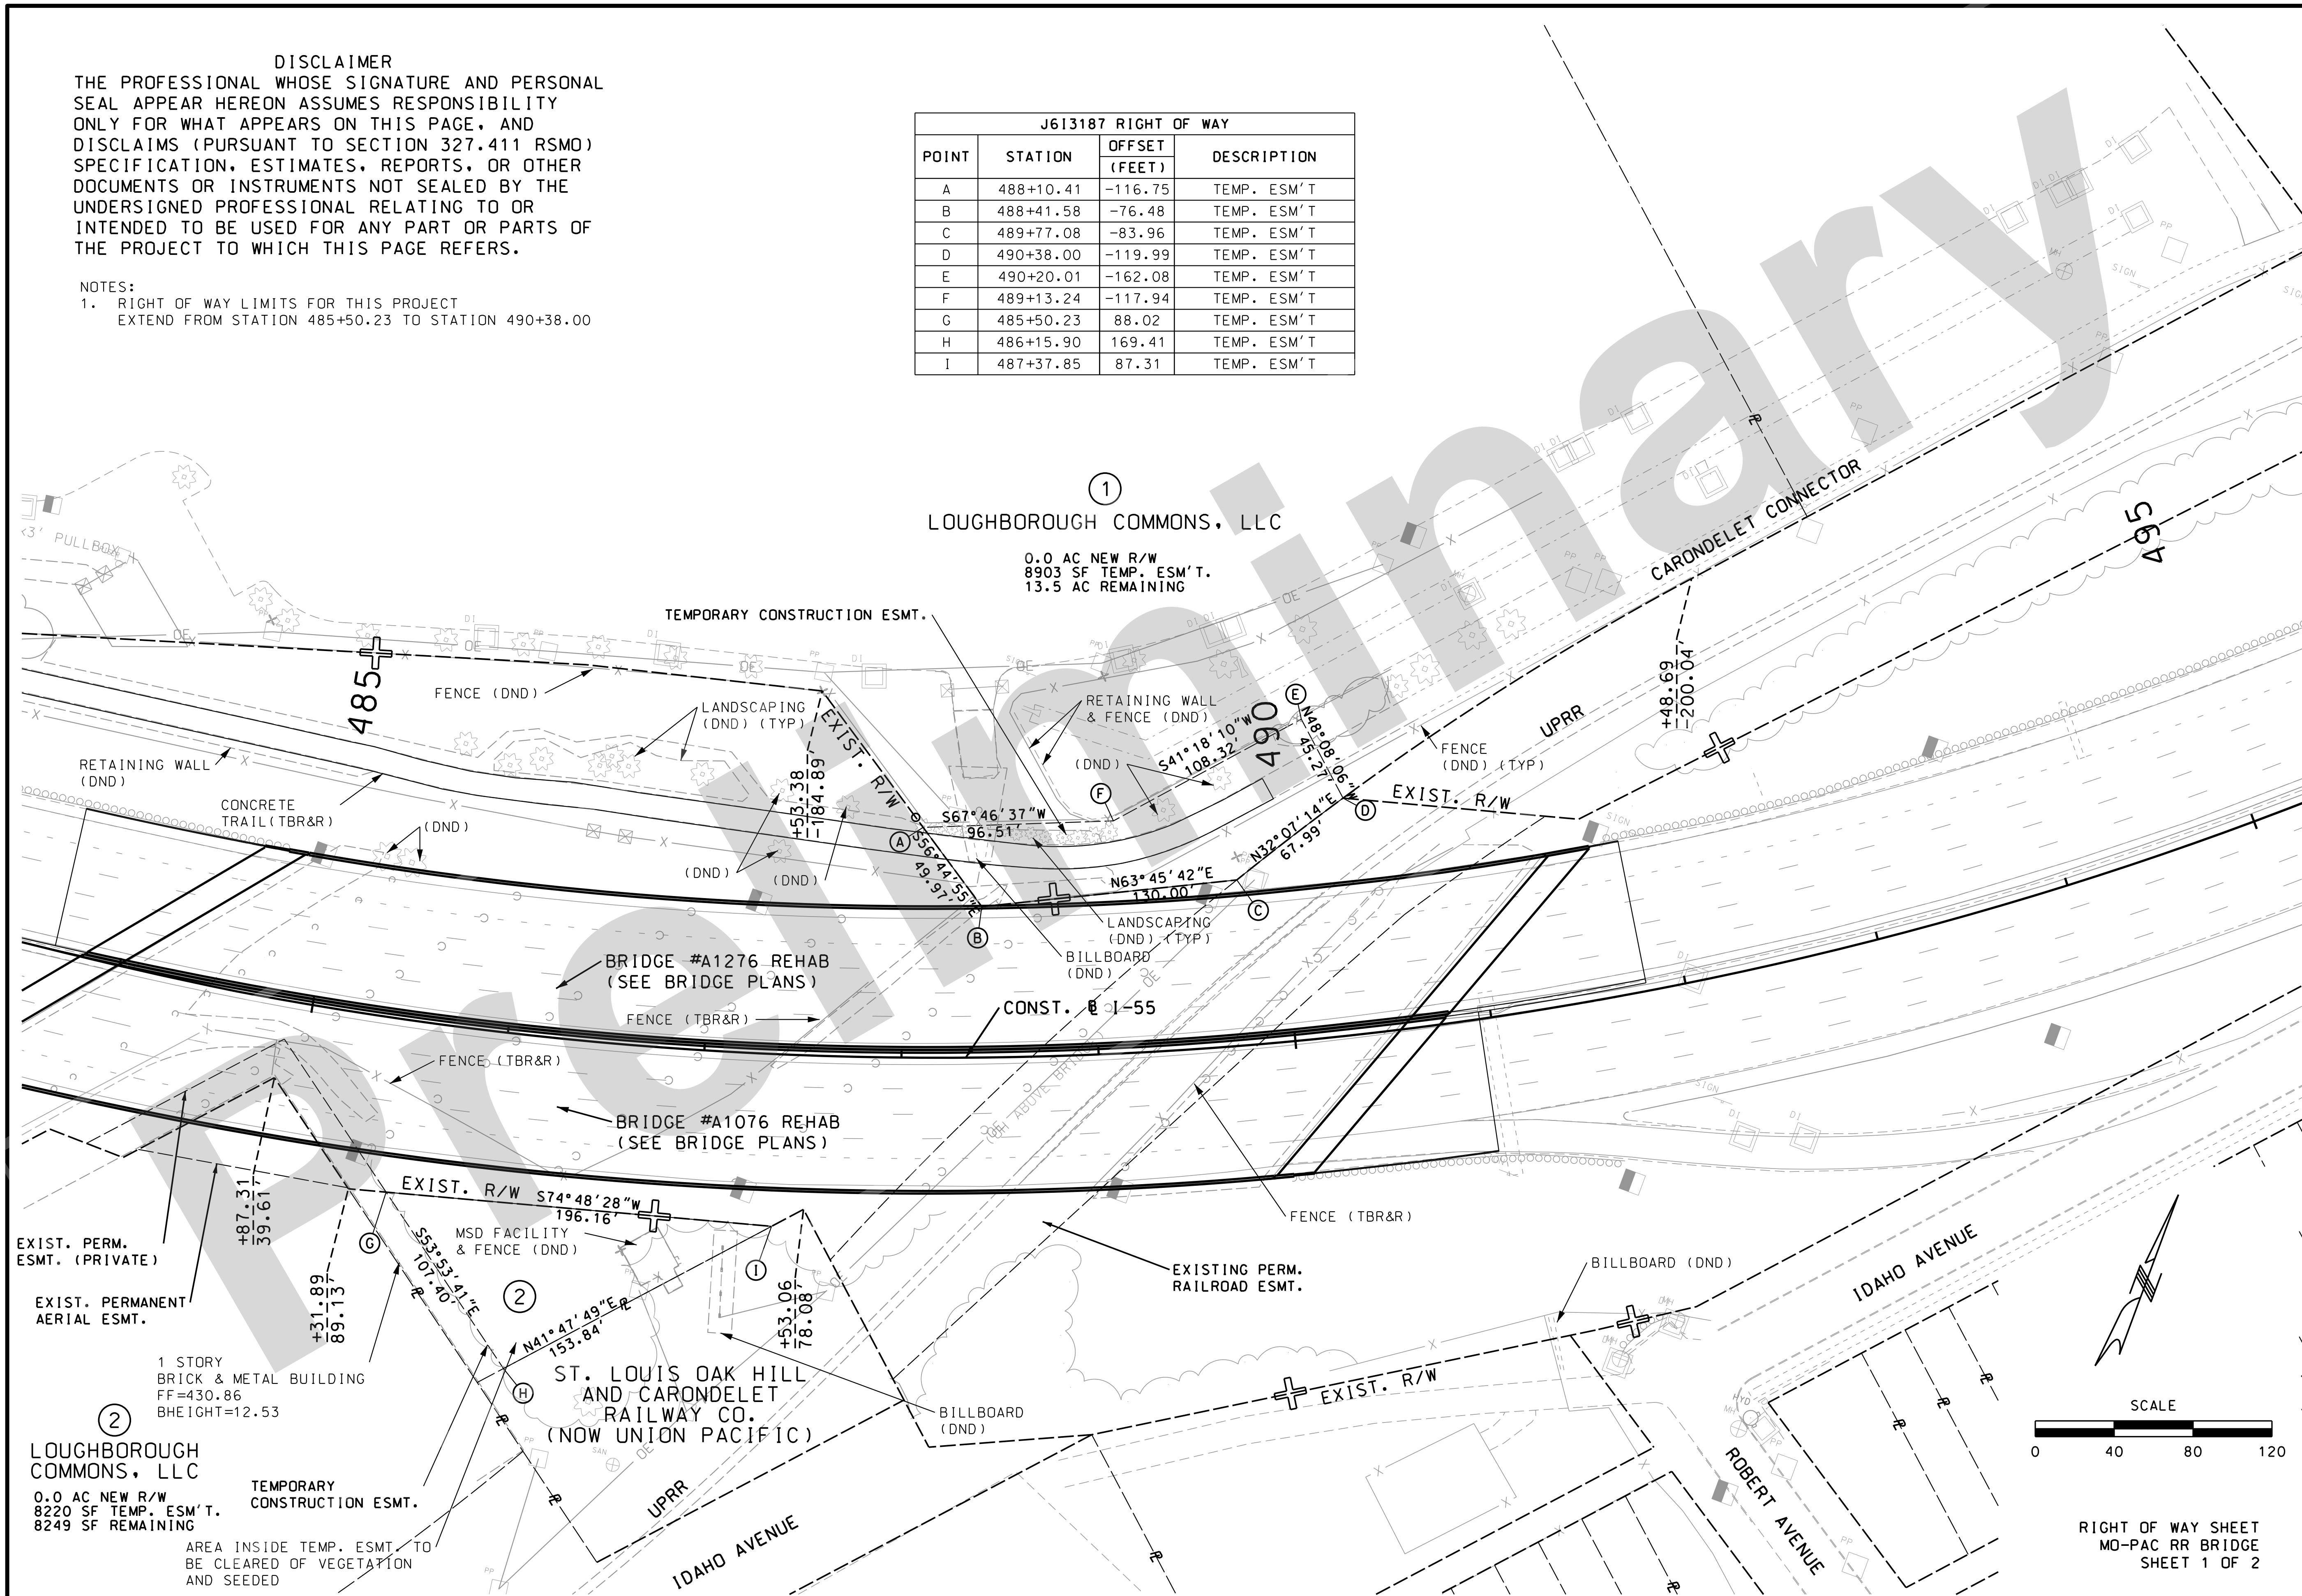 DISCLAIMER
THE PROFESSIONAL WHOSE SIGNATURE AND PERSONAL
SEAL APPEAR HEREON ASSUMES RESPONSIBILITY
ONLY FOR WHAT APPEARS ON THIS PAGE, AND
DISCLAIMS (PURSUANT TO SECTION 327.411 RSMO)
SPECIFICATION, ESTIMATES, REPORTS, OR OTHER
DOCUMENTS OR INSTRUMENTS NOT SEALED BY THE
UNDERSIGNED PROFESSIONAL RELATING TO OR
INTENDED TO BE USED FOR ANY PART OR PARTS OF
THE PROJECT TO WHICH THIS PAGE REFERS.
NOTES:
1. RIGHT OF WAY LIMITS FOR THIS PROJECT
EXTEND FROM STATION 485+50.23 TO STATION 490+38.00
J6I3187 RIGHT OF WAY
POINT STATION OFFSET (FEET) DESCRIPTION
A 488+10.41 -116.75 TEMP. ESM'T
B 488+41.58 -76.48 TEMP. ESM'T
C 489+77.08 -83.96 TEMP. ESM'T
D 490+38.00 -119.99 TEMP. ESM'T
E 490+20.01 -162.08 TEMP. ESM'T
F 489+13.24 -117.94 TEMP. ESM'T
G 485+50.23 88.02 TEMP. ESM'T
H 486+15.90 169.41 TEMP. ESM'T
I 487+37.85 87.31 TEMP. ESM'T
Preliminary
1
LOUGHBOROUGH COMMONS, LLC
0.0 AC NEW R/W
8903 SF TEMP. ESM'T.
13.5 AC REMAINING
TEMPORARY CONSTRUCTION ESMT.
CARONDELET CONNECTOR
495
3' PULLBOX
485
FENCE (DND)
LANDSCAPING
(DND) (TYP)
EXIST. R/W
RETAINING WALL
& FENCE (DND)
490
E
N48°08'06"W
45.27'
S41°18'10"W
108.32'
(DND)
F
FENCE
(DND) (TYP)
UPRR
+48.69
-200.04'
RETAINING WALL
(DND)
CONCRETE
TRAIL(TBR&R)
(DND)
+53.38
-184.89'
S67°46'37"W
96.51'
A
S56°44'55"E
49.97'
(DND)
(DND)
EXIST. R/W
D
N32°07'14"E
67.99'
N63°45'42"E
130.00'
C
B
LANDSCAPING
(DND) (TYP)
BILLBOARD
(DND)
SIGN
BRIDGE #A1276 REHAB
(SEE BRIDGE PLANS)
CONST. ℄ I-55
FENCE (TBR&R)
FENCE (TBR&R)
BRIDGE #A1076 REHAB
(SEE BRIDGE PLANS)
SIGN
DI
DI
EXIST. R/W
S74°48'28"W
196.16'
MSD FACILITY
& FENCE (DND)
+87.31
39.61'
G
S53°53'41"E
107.40'
EXIST. PERM.
ESMT. (PRIVATE)
EXIST. PERMANENT
AERIAL ESMT.
+31.89
89.13'
2
I
+53.06
78.08'
N41°47'49"E
153.84'
H
FENCE (TBR&R)
EXISTING PERM.
RAILROAD ESMT.
BILLBOARD (DND)
IDAHO AVENUE
1 STORY
BRICK & METAL BUILDING
FF=430.86
BHEIGHT=12.53
ST. LOUIS OAK HILL
AND CARONDELET
RAILWAY CO.
(NOW UNION PACIFIC)
BILLBOARD
(DND)
EXIST. R/W
2
LOUGHBOROUGH
COMMONS, LLC
0.0 AC NEW R/W
8220 SF TEMP. ESM'T.
8249 SF REMAINING
TEMPORARY
CONSTRUCTION ESMT.
AREA INSIDE TEMP. ESMT. TO
BE CLEARED OF VEGETATION
AND SEEDED
UPRR
IDAHO AVENUE
ROBERT AVENUE
SCALE
0 40 80 120
RIGHT OF WAY SHEET
MO-PAC RR BRIDGE
SHEET 1 OF 2